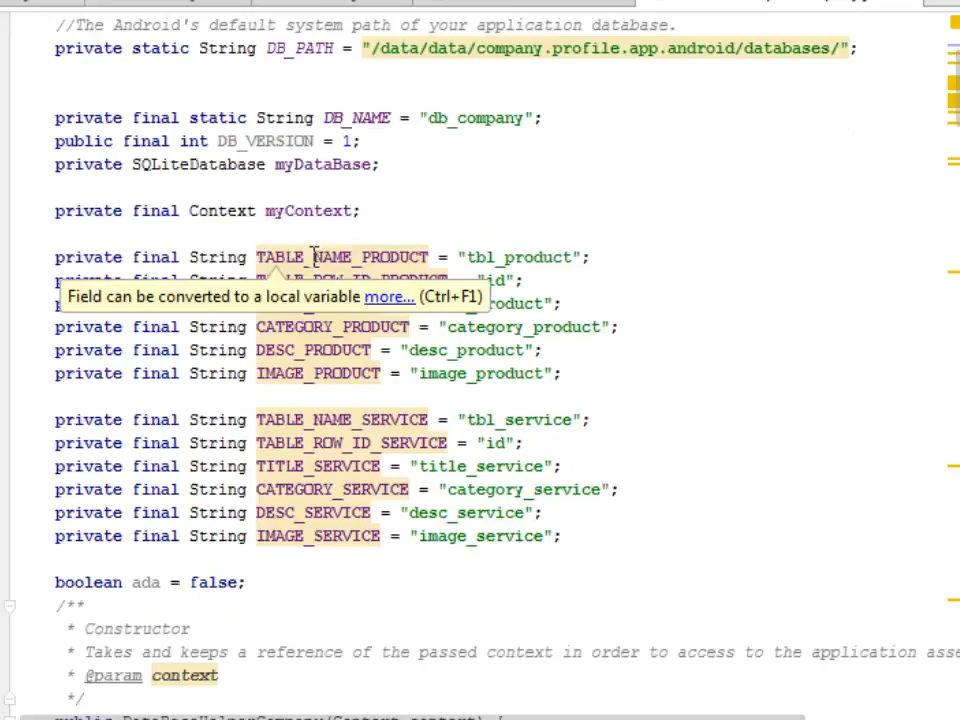 //The Android's default system path of your application database.
private static String DB_PATH = "/data/data/company.profile.app.android/databases/";
private final static String DB_NAME = "db_company";
public final int DB_VERSION = 1;
private SQLiteDatabase myDataBase;
private final Context myContext;
private final String TABLE_NAME_PRODUCT = "tbl_product";
"id";
Field can be converted to a local variable more... (Ctrl+F1)
private final String CATEGORY_PRODUCT = "category_product";
private final String DESC_PRODUCT = "desc_product";
private final String IMAGE_PRODUCT = "image_product";
private final String TABLE_NAME_SERVICE = "tbl_service";
private final String TABLE_ROW_ID_SERVICE = "id";
private final String TITLE_SERVICE = "title_service";
private final String CATEGORY_SERVICE = "category_service";
private final String DESC_SERVICE = "desc_service";
private final String IMAGE_SERVICE = "image_service";
boolean ada = false;
/**
* Constructor
* Takes and keeps a reference of the passed context in order to access to the application asse
* @param context
*/
public DataBaseHelperCompany(Context context) {